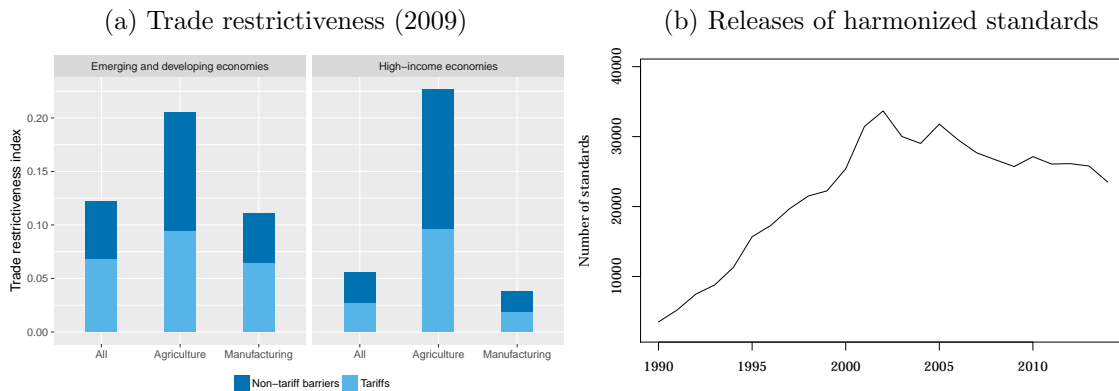 (a) Trade restrictiveness (2009)
Emerging and developing economies
High−income economies
Trade restrictiveness index
0.20
0.15
0.10
0.05
0.00
All
Agriculture
Manufacturing
All
Agriculture
Manufacturing
Non−tariff barriers
Tariffs
(b) Releases of harmonized standards
Number of standards
40000
30000
20000
10000
1990
1995
2000
2005
2010